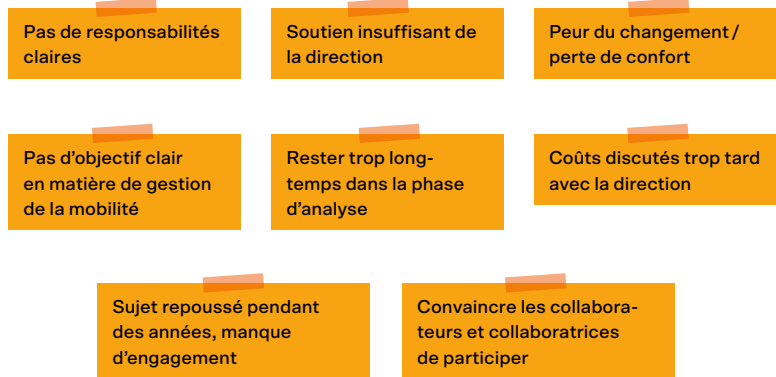 Pas de responsabilités
claires
Soutien insuffisant de
la direction
Peur du changement /
perte de confort
Pas d’objectif clair
en matière de gestion
de la mobilité
Rester trop long-
temps dans la phase
d’analyse
Coûts discutés trop tard
avec la direction
Sujet repoussé pendant
des années, manque
d’engagement
Convaincre les collabora-
teurs et collaboratrices
de participer